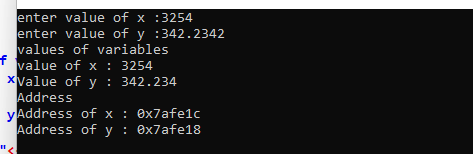 enter value of x :3254
enter value of y :342.2342
values of variables
value of x : 3254
Value of y : 342.234
Address
Address of x : 0x7afe1c
Address of y : 0x7afe18
f
x
y
"<